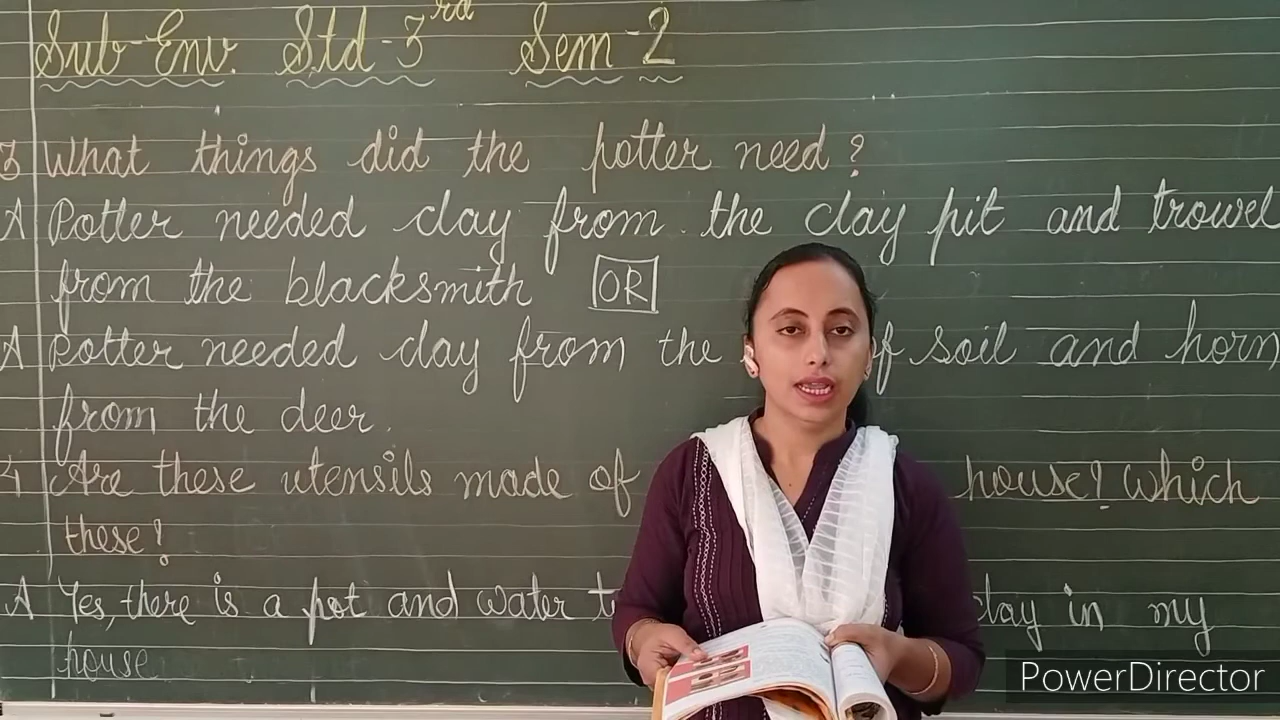 Sub-Env. Std-3rd Sem-2
3 What things did the potter need?
A Potter needed clay from the clay pit and trowel
from the blacksmith OR
A Potter needed clay from the of soil and horn
from the deer.
4 Are these utensils made of house? Which
these?
A Yes, there is a pot and water clay in my
house
PowerDirector